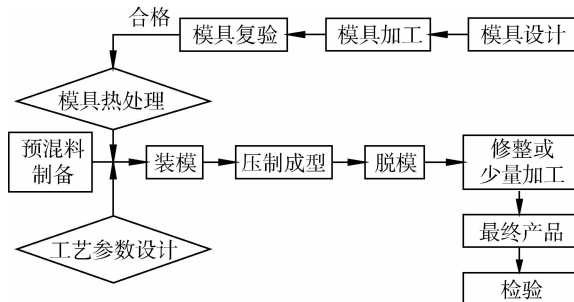 合格
模具复验
模具加工
模具设计
模具热处理
预混料
制备
装模
压制成型
脱模
修整或
少量加工
工艺参数设计
最终产品
检验